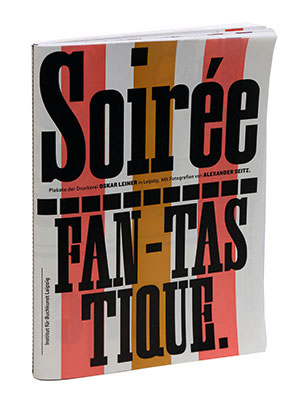 Soirée
Plakate der Druckerei OSKAR LEINER in Leipzig. Mit Fotografien von ALEXANDER SEITZ.
FAN-TAS
TIQUE.
Institut für Buchkunst Leipzig